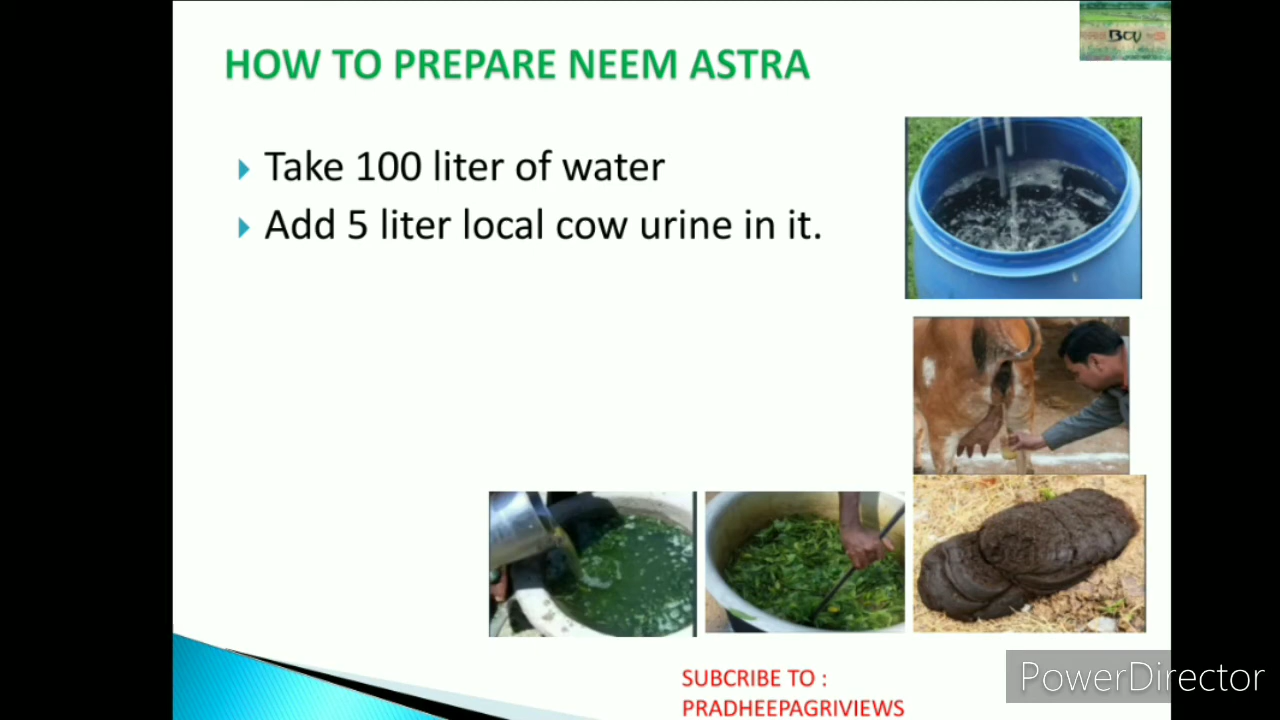 HOW TO PREPARE NEEM ASTRA
Take 100 liter of water
Add 5 liter local cow urine in it.
SUBCRIBE TO :
PRADHEEPAGRIVIEWS
PowerDirector